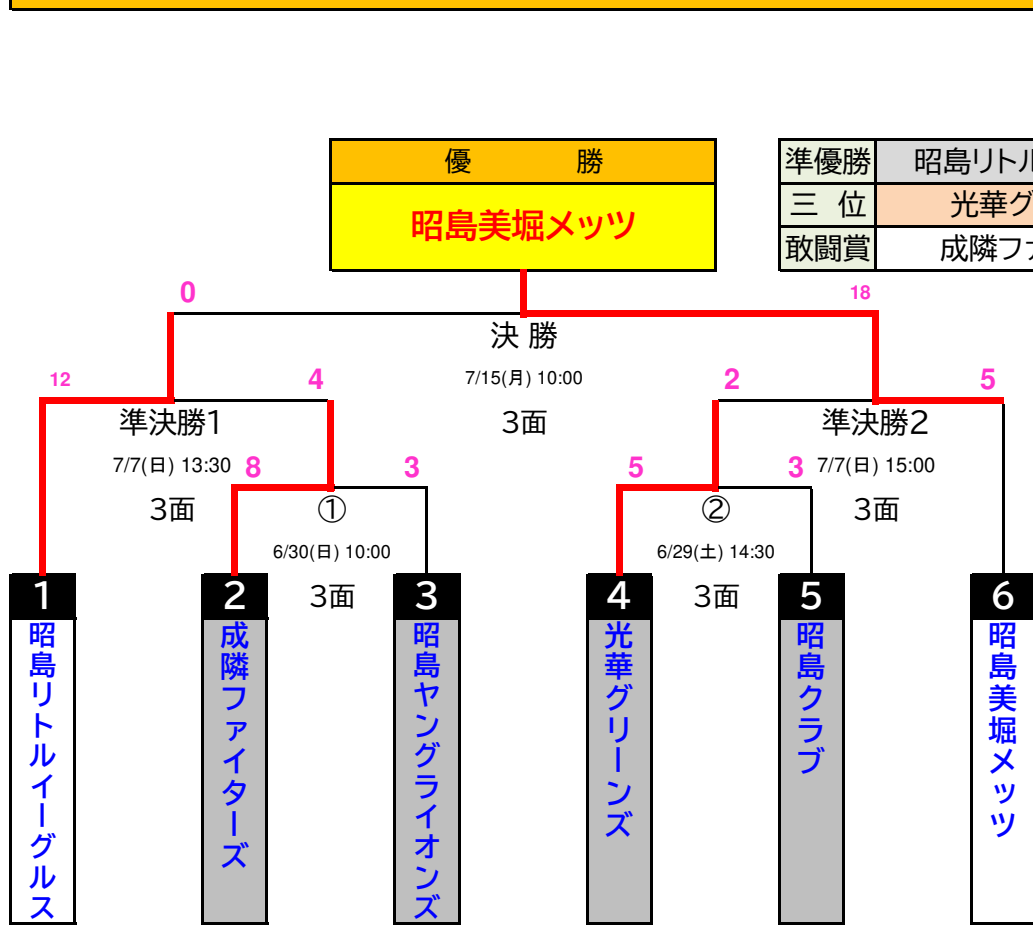 優 勝
昭島美堀メッツ
準優勝 昭島リトル
三 位 光華グ
敢闘賞 成隣フ
0
18
決 勝
7/15(月) 10:00
3面
12
4
2
5
準決勝1
7/7(日) 13:30
3面
準決勝2
7/7(日) 15:00
3面
8
3
5
3
①
6/30(日) 10:00
3面
②
6/29(土) 14:30
3面
1
昭島リトルイーグルス
2
成隣ファイターズ
3
昭島ヤングライオンズ
4
光華グリーンズ
5
昭島クラブ
6
昭島美堀メッツ